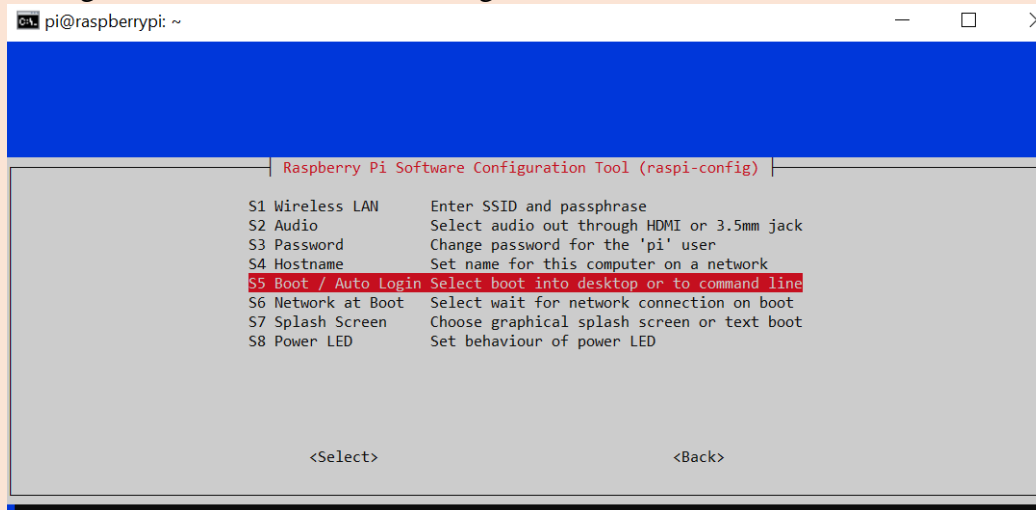 pi@raspberrypi: ~
Raspberry Pi Software Configuration Tool (raspi-config)
S1 Wireless LAN Enter SSID and passphrase
S2 Audio Select audio out through HDMI or 3.5mm jack
S3 Password Change password for the 'pi' user
S4 Hostname Set name for this computer on a network
S5 Boot / Auto Login Select boot into desktop or to command line
S6 Network at Boot Select wait for network connection on boot
S7 Splash Screen Choose graphical splash screen or text boot
S8 Power LED Set behaviour of power LED
<Select> <Back>